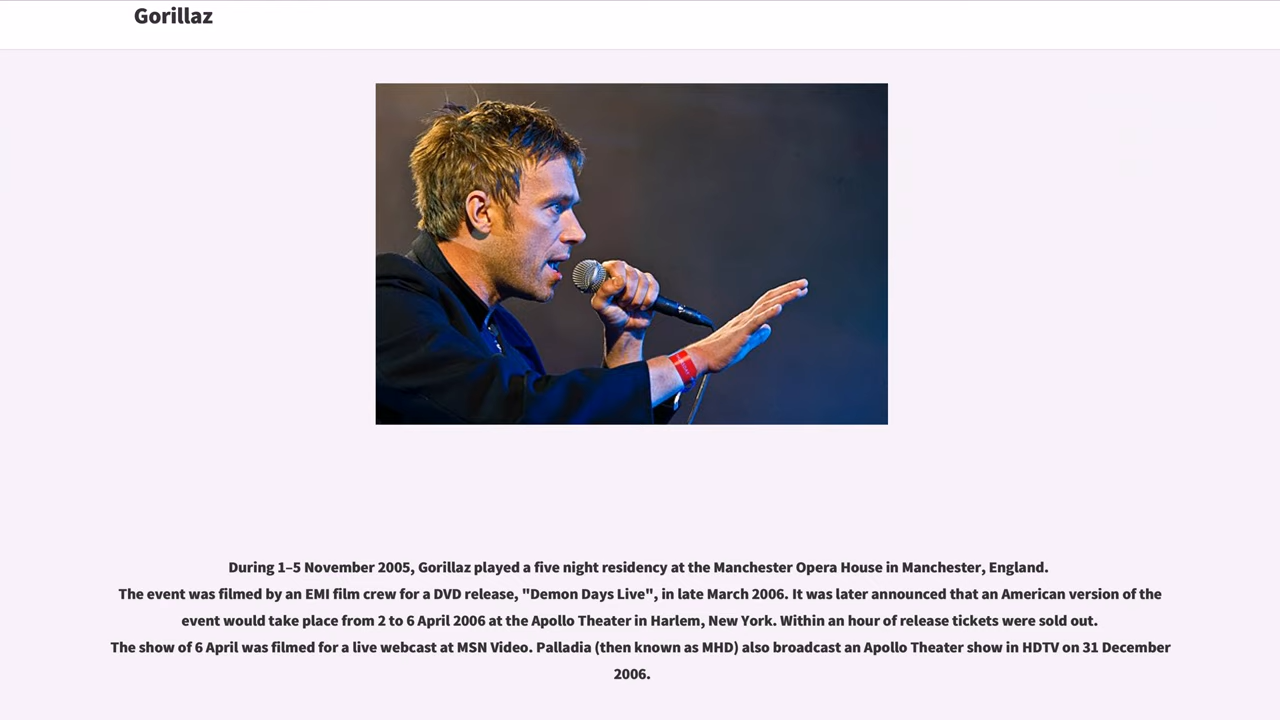 Gorillaz
During 1–5 November 2005, Gorillaz played a five night residency at the Manchester Opera House in Manchester, England.
The event was filmed by an EMI film crew for a DVD release, "Demon Days Live", in late March 2006. It was later announced that an American version of the
event would take place from 2 to 6 April 2006 at the Apollo Theater in Harlem, New York. Within an hour of release tickets were sold out.
The show of 6 April was filmed for a live webcast at MSN Video. Palladia (then known as MHD) also broadcast an Apollo Theater show in HDTV on 31 December
2006.